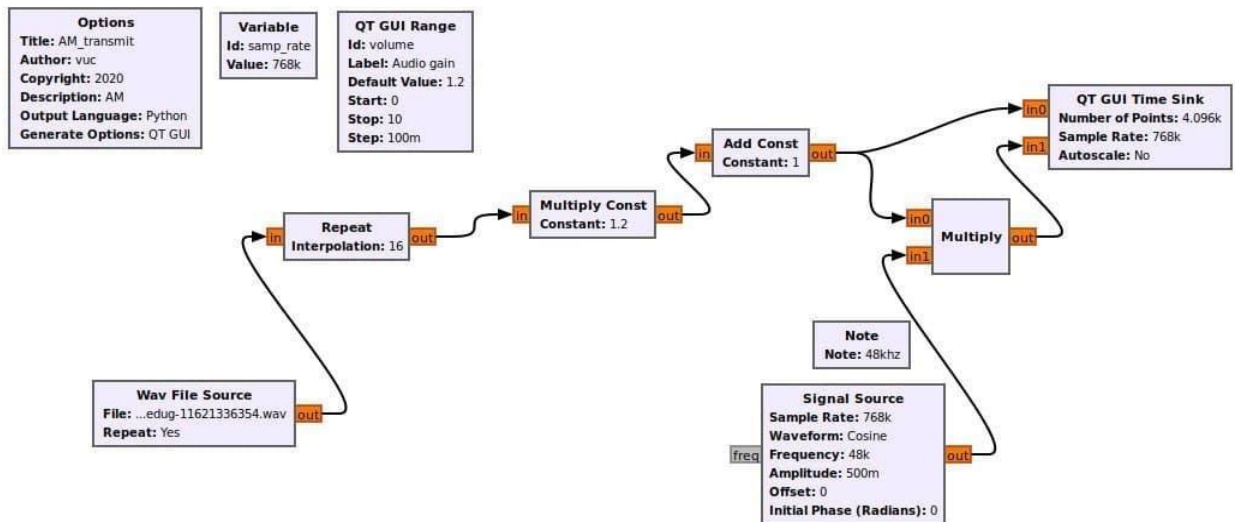 Options
Title: AM_transmit
Author: vuc
Copyright: 2020
Description: AM
Output Language: Python
Generate Options: QT GUI
Variable
Id: samp_rate
Value: 768k
QT GUI Range
Id: volume
Label: Audio gain
Default Value: 1.2
Start: 0
Stop: 10
Step: 100m
QT GUI Time Sink
Number of Points: 4.096k
Sample Rate: 768k
Autoscale: No
in0
in1
Add Const
Constant: 1
in
out
Multiply Const
Constant: 1.2
in
out
Repeat
Interpolation: 16
in
out
Multiply
in0
in1
out
Note
Note: 48khz
Wav File Source
File: ...edug-11621336354.wav
Repeat: Yes
out
Signal Source
Sample Rate: 768k
Waveform: Cosine
Frequency: 48k
Amplitude: 500m
Offset: 0
Initial Phase (Radians): 0
freq
out